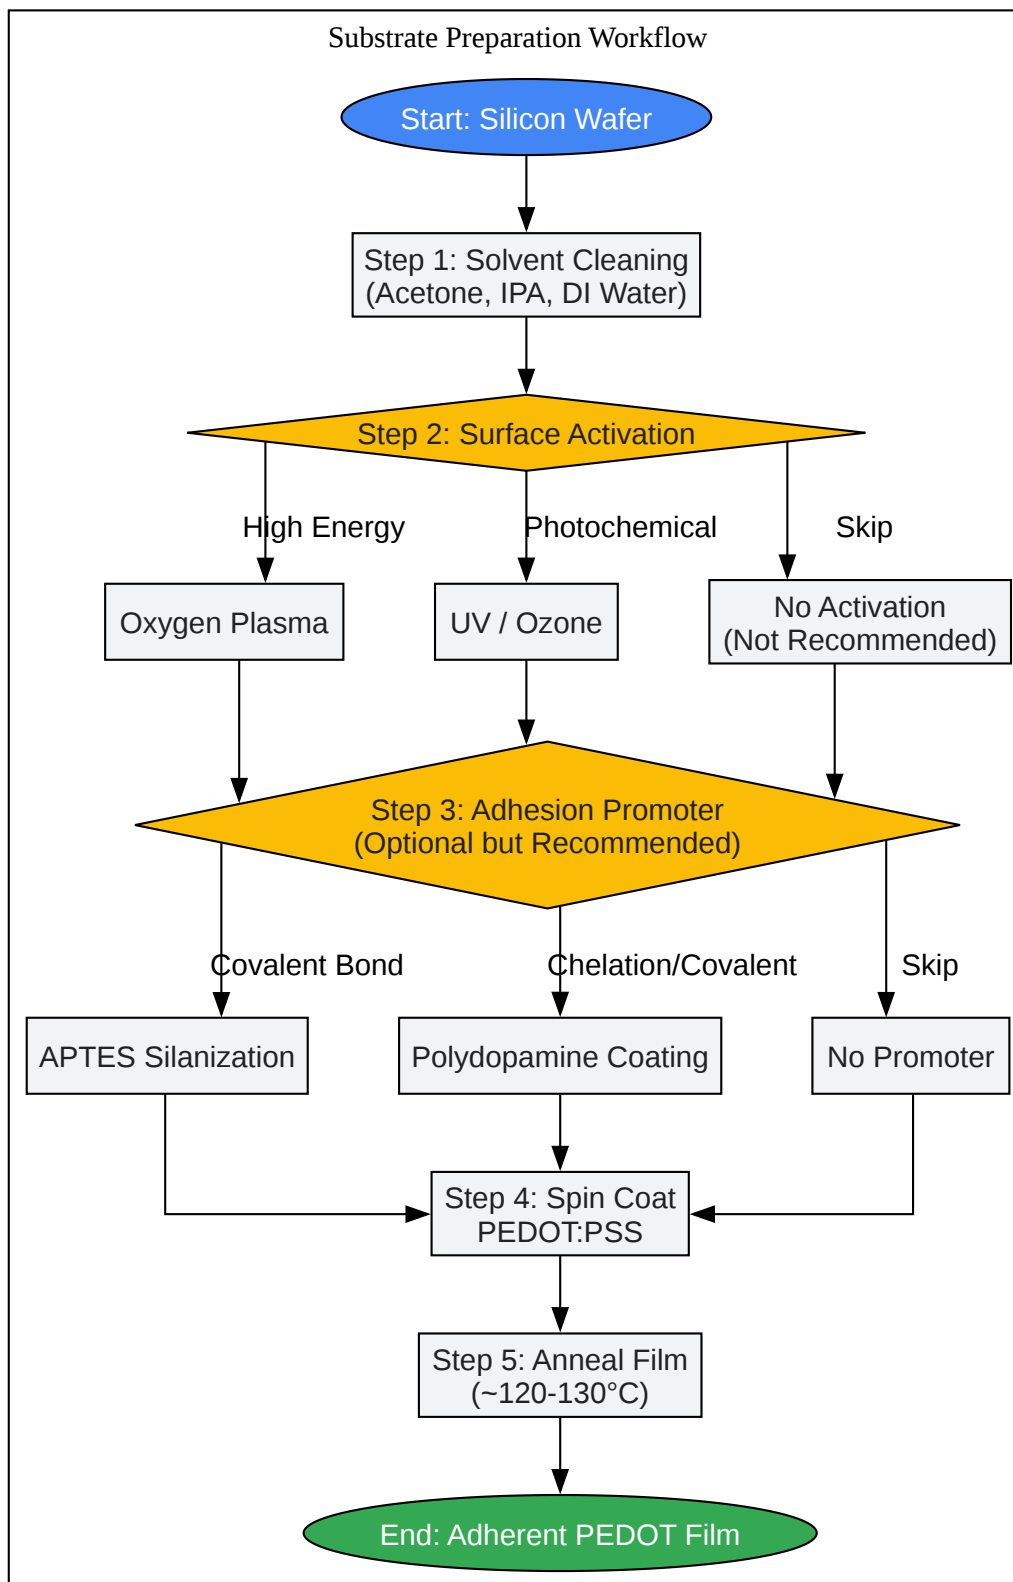 Substrate Preparation Workflow
Start: Silicon Wafer
Step 1: Solvent Cleaning
(Acetone, IPA, DI Water)
Step 2: Surface Activation
High Energy
Photochemical
Skip
Oxygen Plasma
UV / Ozone
No Activation
(Not Recommended)
Step 3: Adhesion Promoter
(Optional but Recommended)
Covalent Bond
Chelation/Covalent
Skip
APTES Silanization
Polydopamine Coating
No Promoter
Step 4: Spin Coat
PEDOT:PSS
Step 5: Anneal Film
(~120-130°C)
End: Adherent PEDOT Film